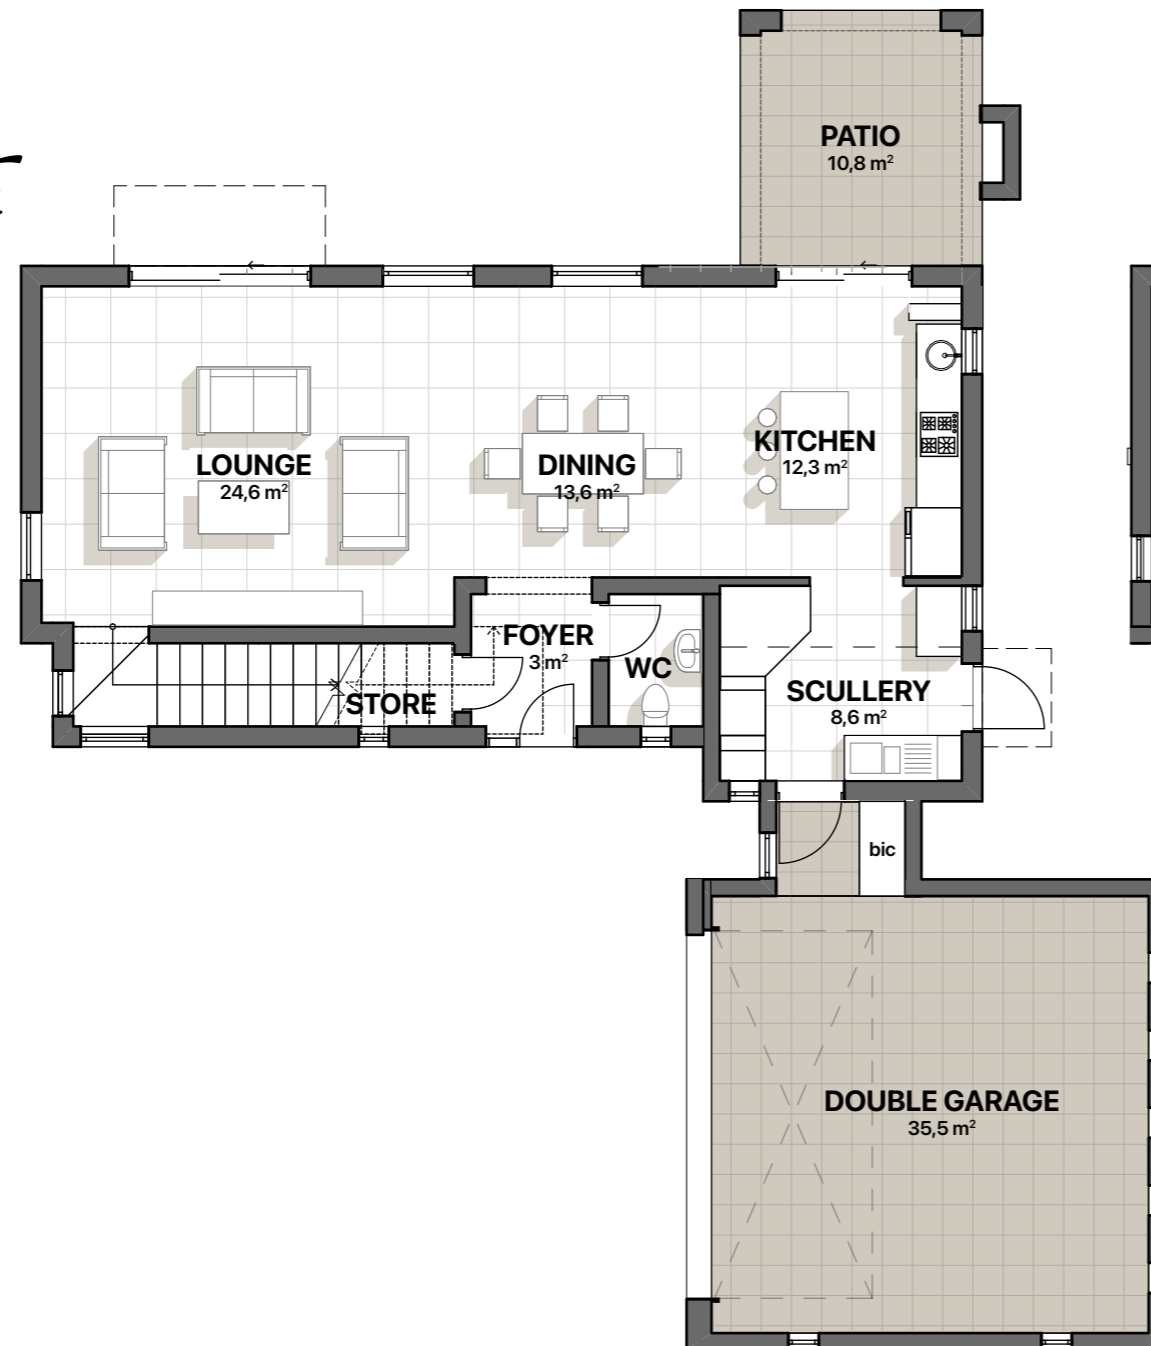 PATIO
10,8 m²
LOUNGE
24,6 m²
DINING
13,6 m²
KITCHEN
12,3 m²
FOYER
3 m²
WC
STORE
SCULLERY
8,6 m²
bic
DOUBLE GARAGE
35,5 m²